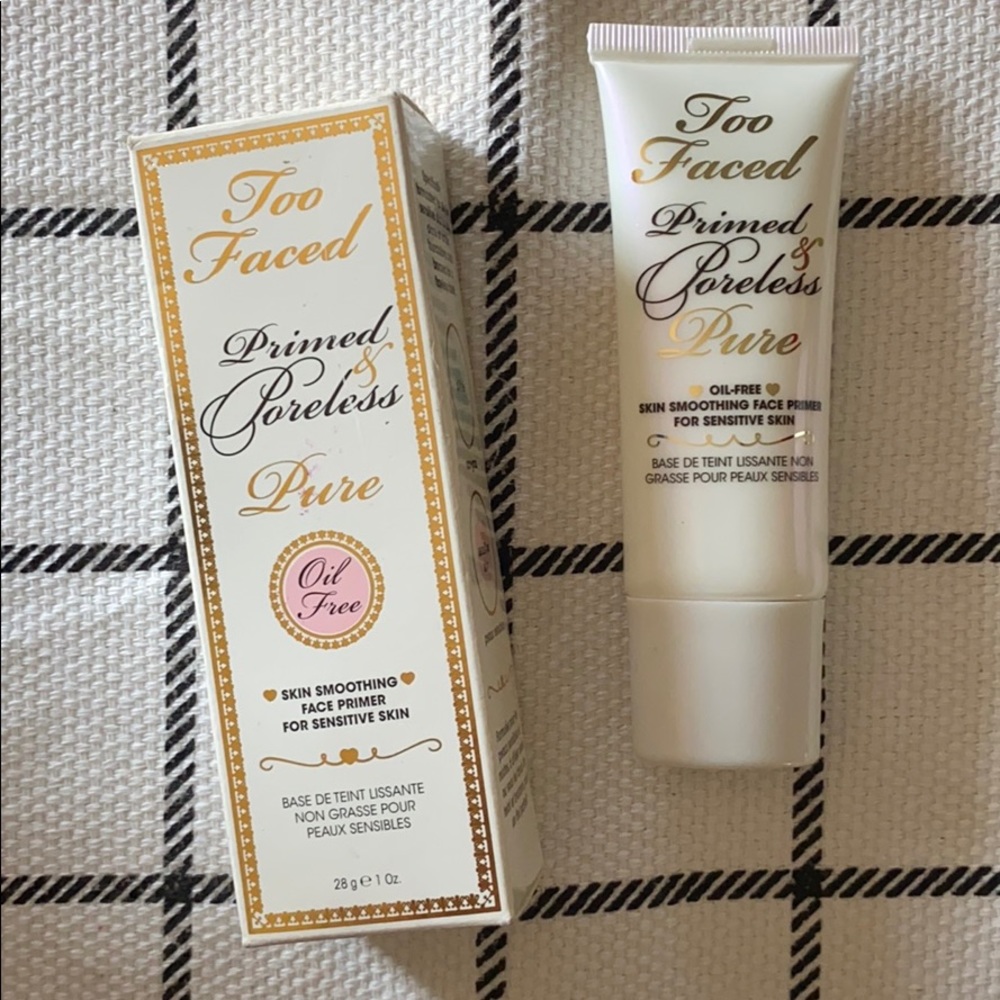 Too
Faced
Primed
&
Poreless
Pure
Oil
Free
SKIN SMOOTHING
FACE PRIMER
FOR SENSITIVE SKIN
BASE DE TEINT LISSANTE
NON GRASSE POUR
PEAUX SENSIBLES
28 g ℮ 1 Oz.
Too
Faced
Primed
&
Poreless
Pure
OIL-FREE
SKIN SMOOTHING FACE PRIMER
FOR SENSITIVE SKIN
BASE DE TEINT LISSANTE NON
GRASSE POUR PEAUX SENSIBLES